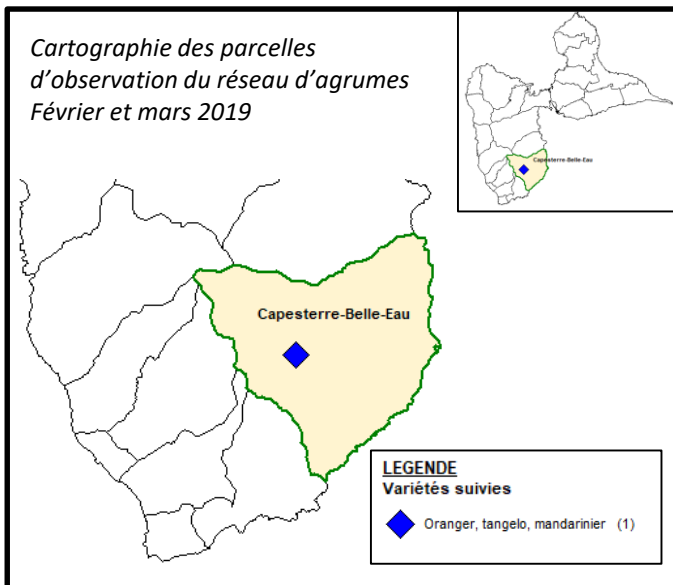 Cartographie des parcelles
d'observation du réseau d'agrumes
Février et mars 2019
Capesterre-Belle-Eau
Capesterre-Belle-Eau
LEGENDE
Variétés suivies
Oranger, tangelo, mandarinier (1)